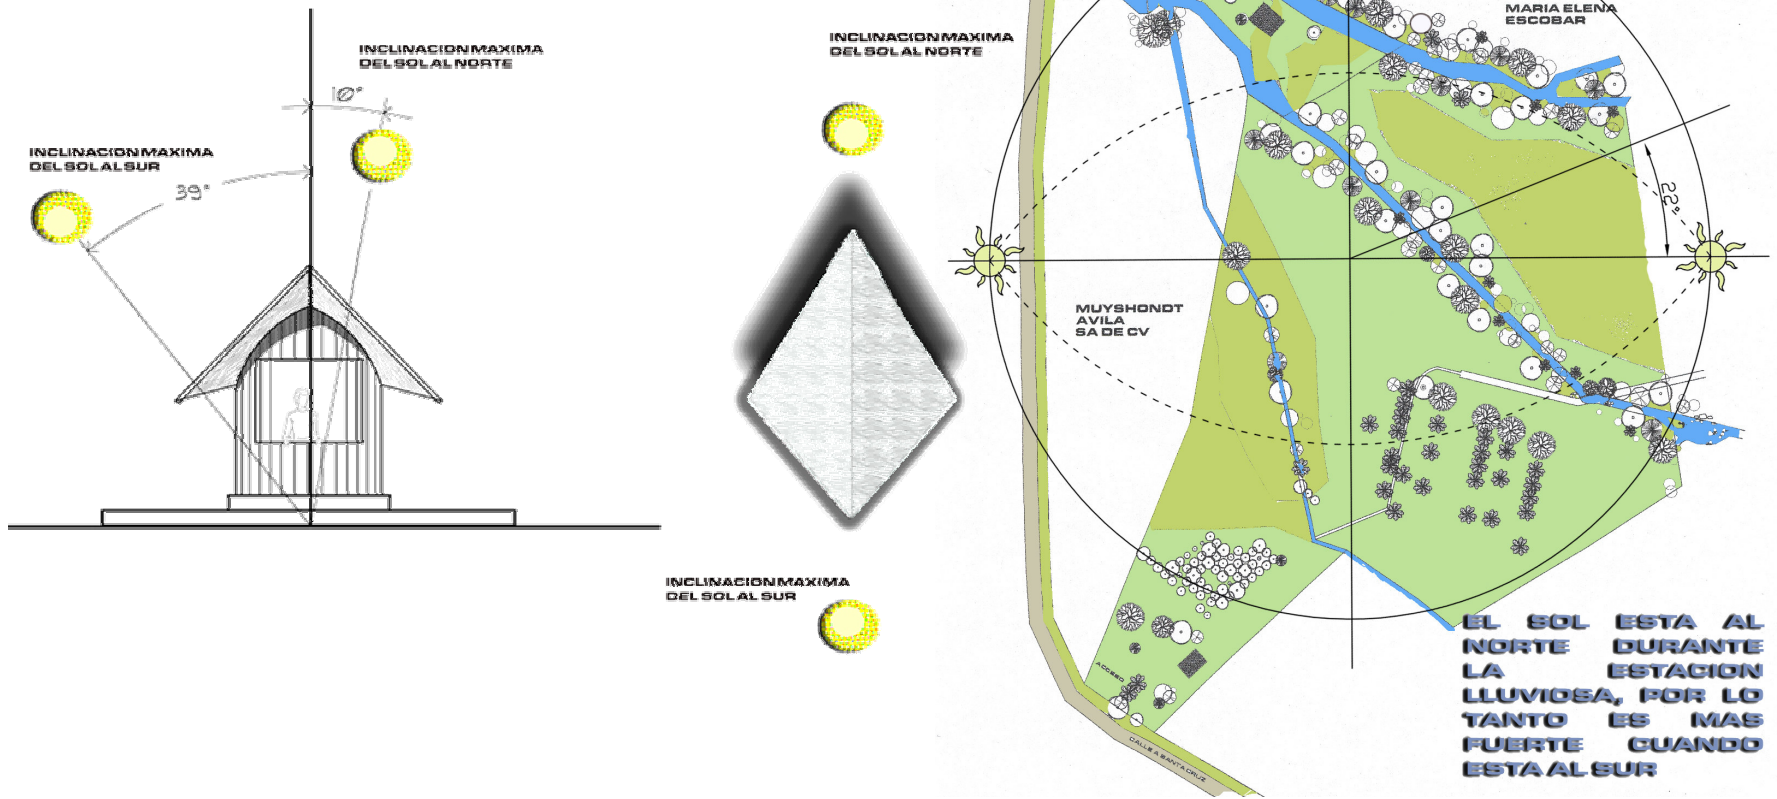 INCLINACION MAXIMA
DEL SOL AL NORTE
10°
INCLINACION MAXIMA
DEL SOL AL SUR
39°
INCLINACION MAXIMA
DEL SOL AL NORTE
INCLINACION MAXIMA
DEL SOL AL SUR
MARIA ELENA
ESCOBAR
22°
MUYSHONDT
AVILA
SA DE CV
ACCESO
CALLE A SANTA CRUZ
EL SOL ESTA AL
NORTE DURANTE
LA ESTACION
LLUVIOSA, POR LO
TANTO ES MAS
FUERTE CUANDO
ESTA AL SUR